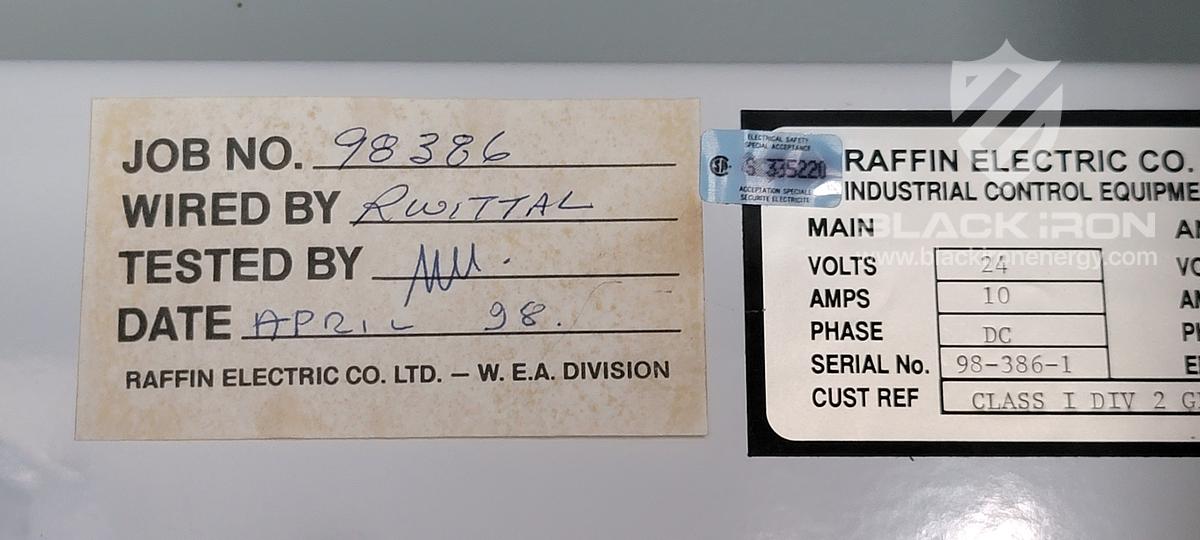 JOB NO. 98386
WIRED BY RWITTAL
TESTED BY
DATE APRIL 98.
RAFFIN ELECTRIC CO. LTD. – W.E.A. DIVISION
ELECTRICAL SAFETY
SPECIAL ACCEPTANCE
S 335220
ACCEPTATION SPECIALE
SECURITE ELECTRICITE
RAFFIN ELECTRIC CO.
INDUSTRIAL CONTROL EQUIPME
MAIN
VOLTS 24
AMPS 10
PHASE DC
SERIAL No. 98-386-1
CUST REF CLASS I DIV 2 G
BLACK IRON
www.blackironenergy.com